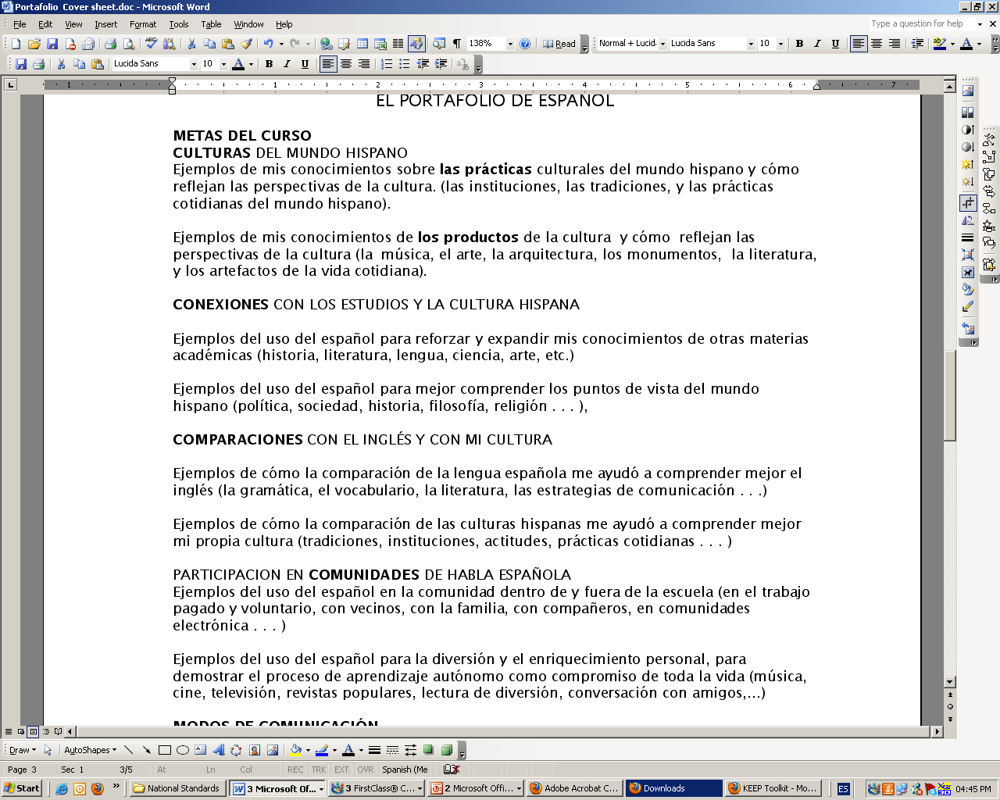 Portafolio Cover sheet.doc - Microsoft Word
File Edit View Insert Format Tools Table Window Help Type a question for help
138% Read Normal + Lucid Lucida Sans 10 B I U
Lucida Sans 10 A B I U
1 1 2 3 4 5 6 7
EL PORTAFOLIO DE ESPAÑOL
METAS DEL CURSO
CULTURAS DEL MUNDO HISPANO
Ejemplos de mis conocimientos sobre las prácticas culturales del mundo hispano y cómo
reflejan las perspectivas de la cultura. (las instituciones, las tradiciones, y las prácticas
cotidianas del mundo hispano).
Ejemplos de mis conocimientos de los productos de la cultura y cómo reflejan las
perspectivas de la cultura (la música, el arte, la arquitectura, los monumentos, la literatura,
y los artefactos de la vida cotidiana).
CONEXIONES CON LOS ESTUDIOS Y LA CULTURA HISPANA
Ejemplos del uso del español para reforzar y expandir mis conocimientos de otras materias
académicas (historia, literatura, lengua, ciencia, arte, etc.)
Ejemplos del uso del español para mejor comprender los puntos de vista del mundo
hispano (política, sociedad, historia, filosofía, religión . . . ),
COMPARACIONES CON EL INGLÉS Y CON MI CULTURA
Ejemplos de cómo la comparación de la lengua española me ayudó a comprender mejor el
inglés (la gramática, el vocabulario, la literatura, las estrategias de comunicación . . .)
Ejemplos de cómo la comparación de las culturas hispanas me ayudó a comprender mejor
mi propia cultura (tradiciones, instituciones, actitudes, prácticas cotidianas . . . )
PARTICIPACION EN COMUNIDADES DE HABLA ESPAÑOLA
Ejemplos del uso del español en la comunidad dentro de y fuera de la escuela (en el trabajo
pagado y voluntario, con vecinos, con la familia, con compañeros, en comunidades
electrónica . . . )
Ejemplos del uso del español para la diversión y el enriquecimiento personal, para
demostrar el proceso de aprendizaje autónomo como compromiso de toda la vida (música,
cine, televisión, revistas populares, lectura de diversión, conversación con amigos,...)
MODOS DE COMUNICACIÓN
Draw AutoShapes
Page 3 Sec 1 3/5 At Ln Col REC TRK EXT OVR Spanish (Me
Start National Standards 3 Microsoft Of... 3 FirstClass® C... 2 Microsoft Offi... Adobe Acrobat C... Downloads KEEP Toolkit - Mo... ES 04:45 PM